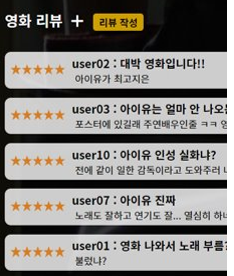 영화 리뷰 + 리뷰 작성
★★★★★ user02 : 대박 영화입니다!!
아이유가 최고지은
★★★★★ user03 : 아이유는 얼마 안 나오
포스터에 있길래 주연배우인줄 ㅋㅋ
★★★★★ user10 : 아이유 인성 실화냐?
전에 같이 일한 감독이라고 도와주러
★★★★★ user07 : 아이유 진짜
노래도 잘하고 연기도 잘... 열심히 하
★★★★★ user01 : 영화 나와서 노래 부름?
불렀냐?